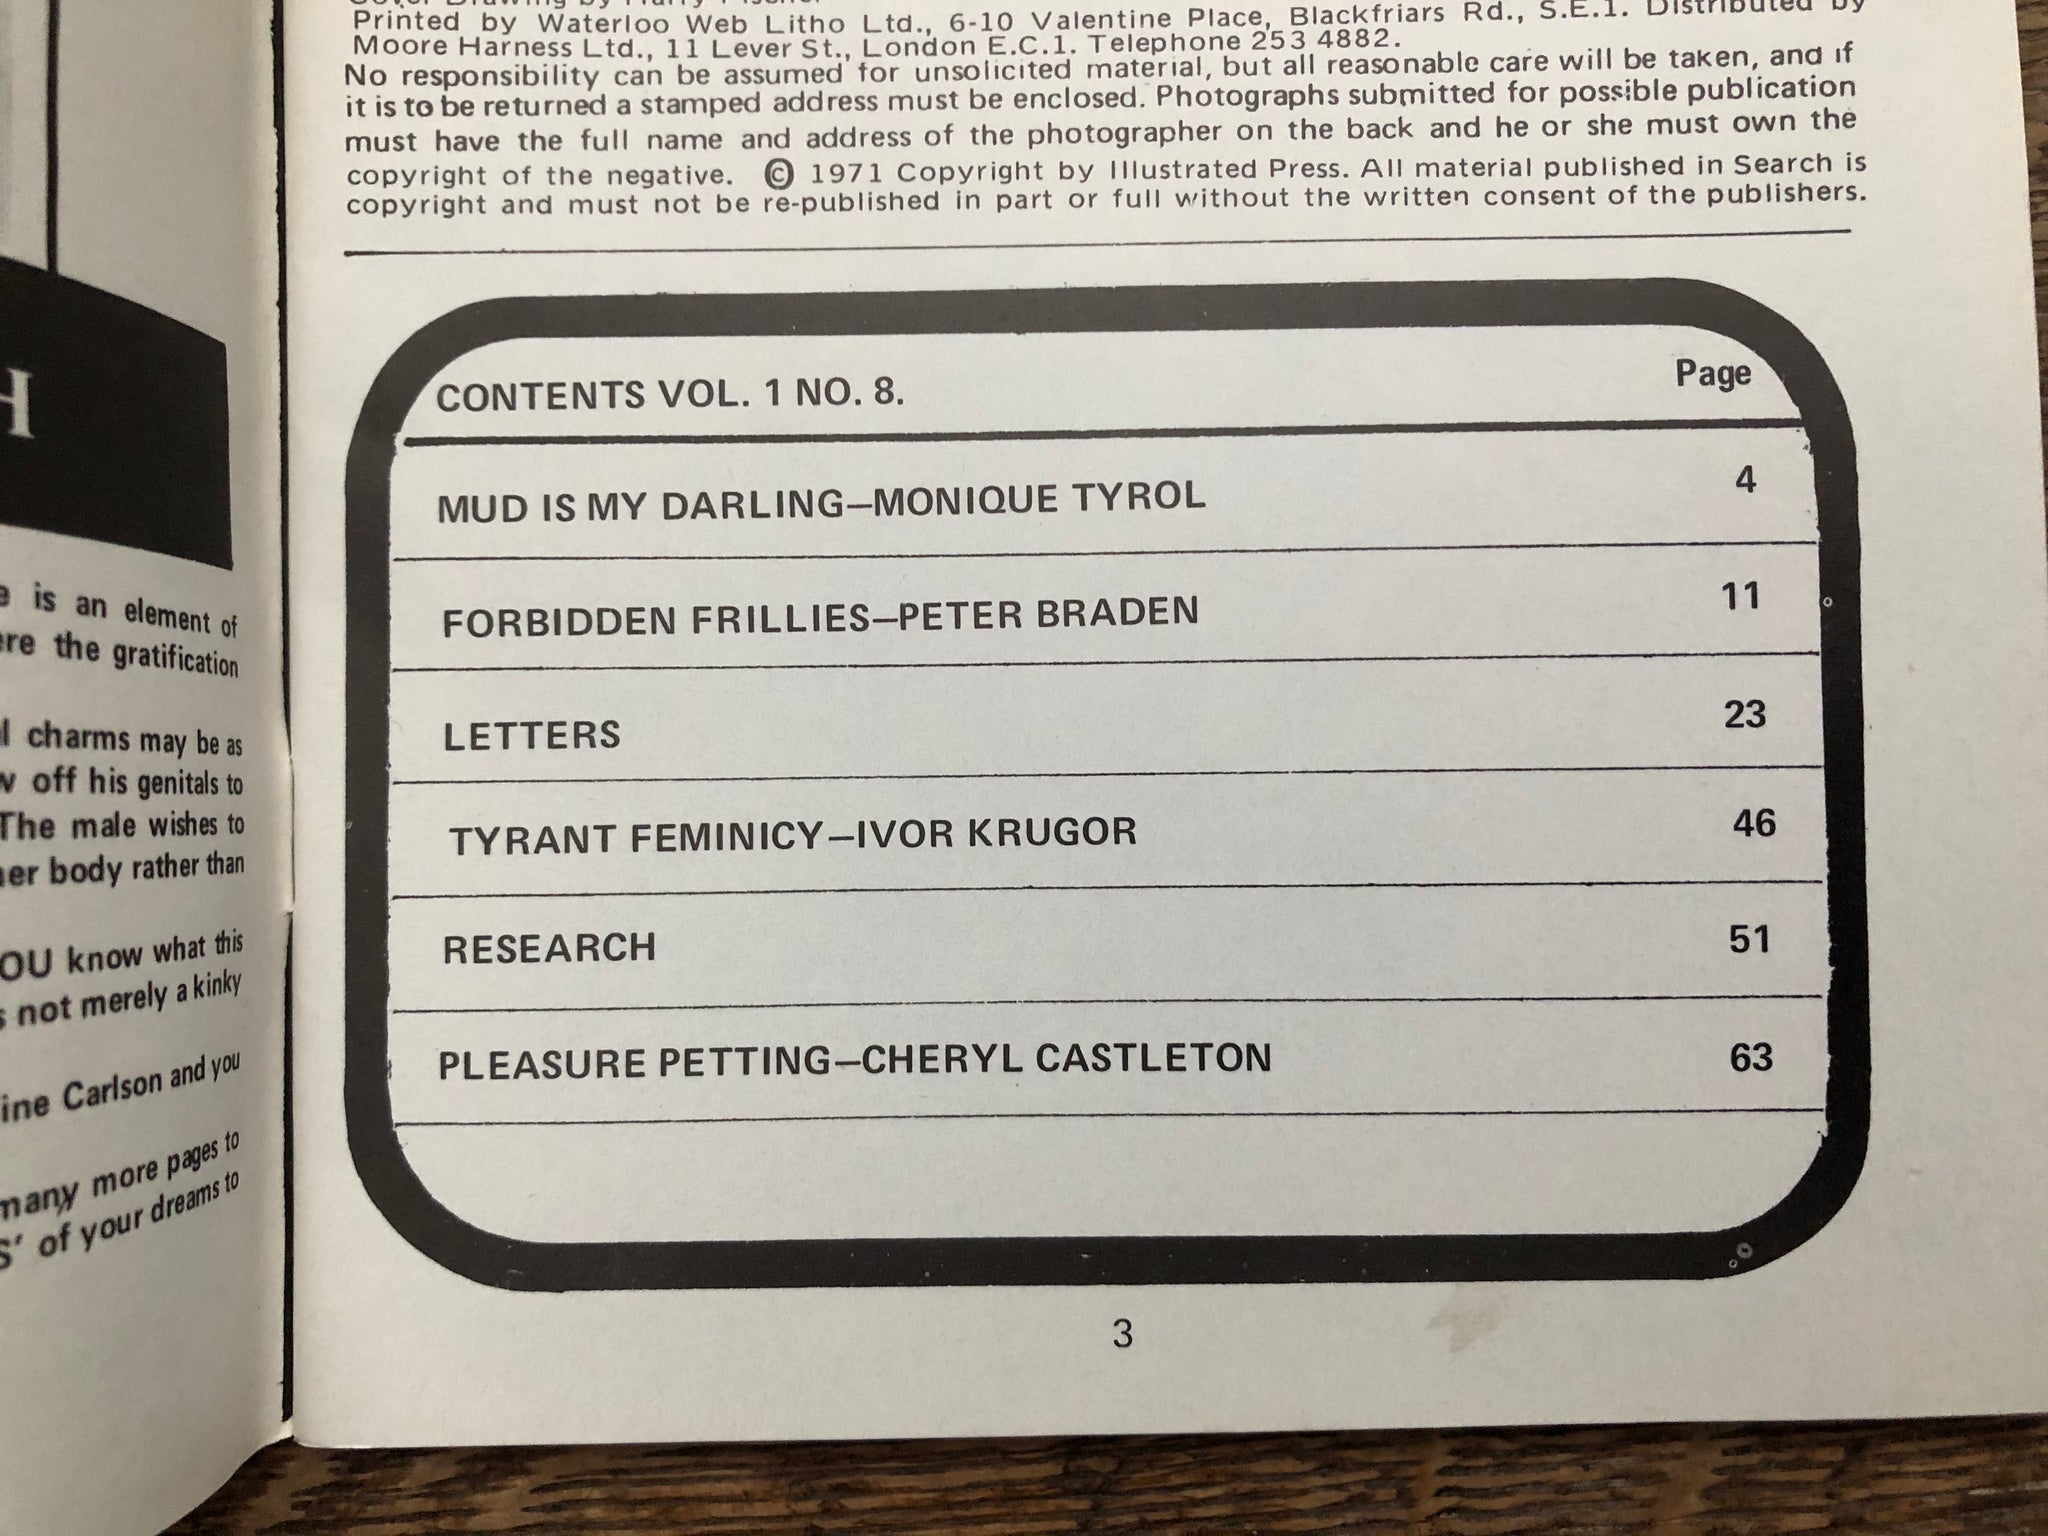 Printed by Waterloo Web Litho Ltd., 6-10 Valentine Place, Blackfriars Rd., S.E.1. Distributed by
Moore Harness Ltd., 11 Lever St., London E.C.1. Telephone 253 4882.
No responsibility can be assumed for unsolicited material, but all reasonable care will be taken, and if
it is to be returned a stamped address must be enclosed. Photographs submitted for possible publication
must have the full name and address of the photographer on the back and he or she must own the
copyright of the negative. © 1971 Copyright by Illustrated Press. All material published in Search is
copyright and must not be re-published in part or full without the written consent of the publishers.
CONTENTS VOL. 1 NO. 8. Page
MUD IS MY DARLING—MONIQUE TYROL 4
FORBIDDEN FRILLIES—PETER BRADEN 11
LETTERS 23
TYRANT FEMINICY—IVOR KRUGOR 46
RESEARCH 51
PLEASURE PETTING—CHERYL CASTLETON 63
3
H
is an element of
the gratification
charms may be as
off his genitals to
The male wishes to
body rather than
know what this
not merely a kinky
Carlson and you
many more pages to
of your dreams to